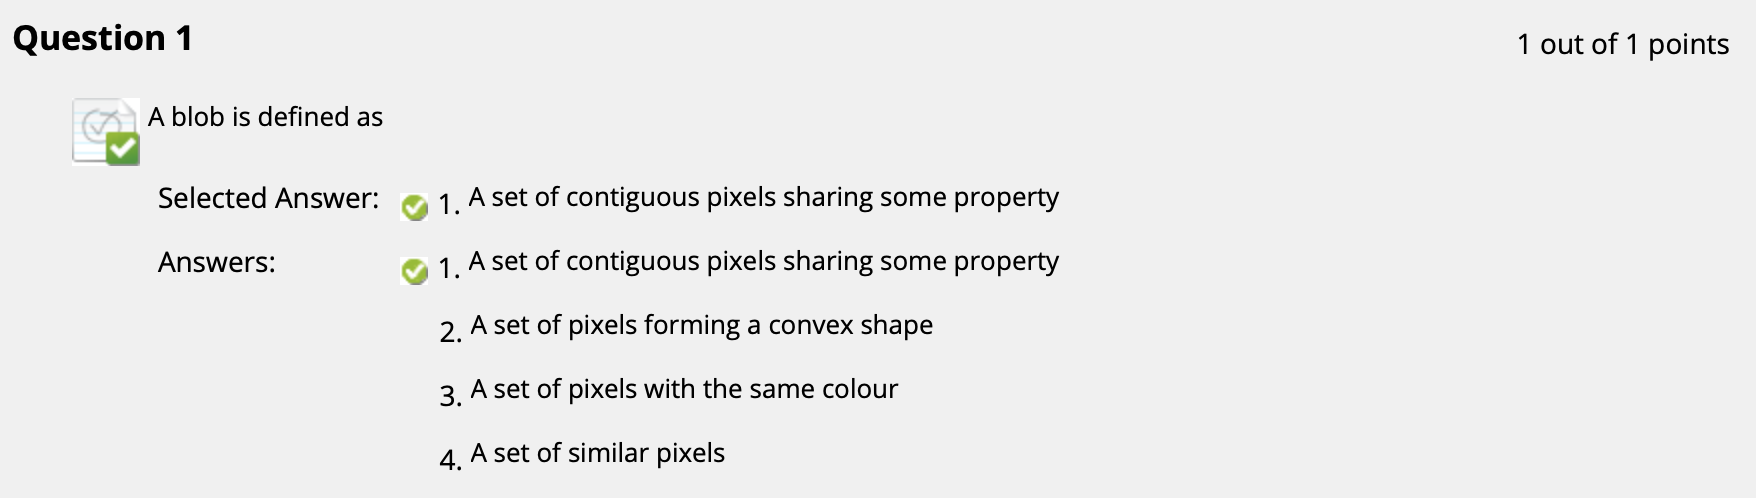 Question 1
1 out of 1 points
A blob is defined as
Selected Answer: 1. A set of contiguous pixels sharing some property
Answers: 1. A set of contiguous pixels sharing some property
2. A set of pixels forming a convex shape
3. A set of pixels with the same colour
4. A set of similar pixels